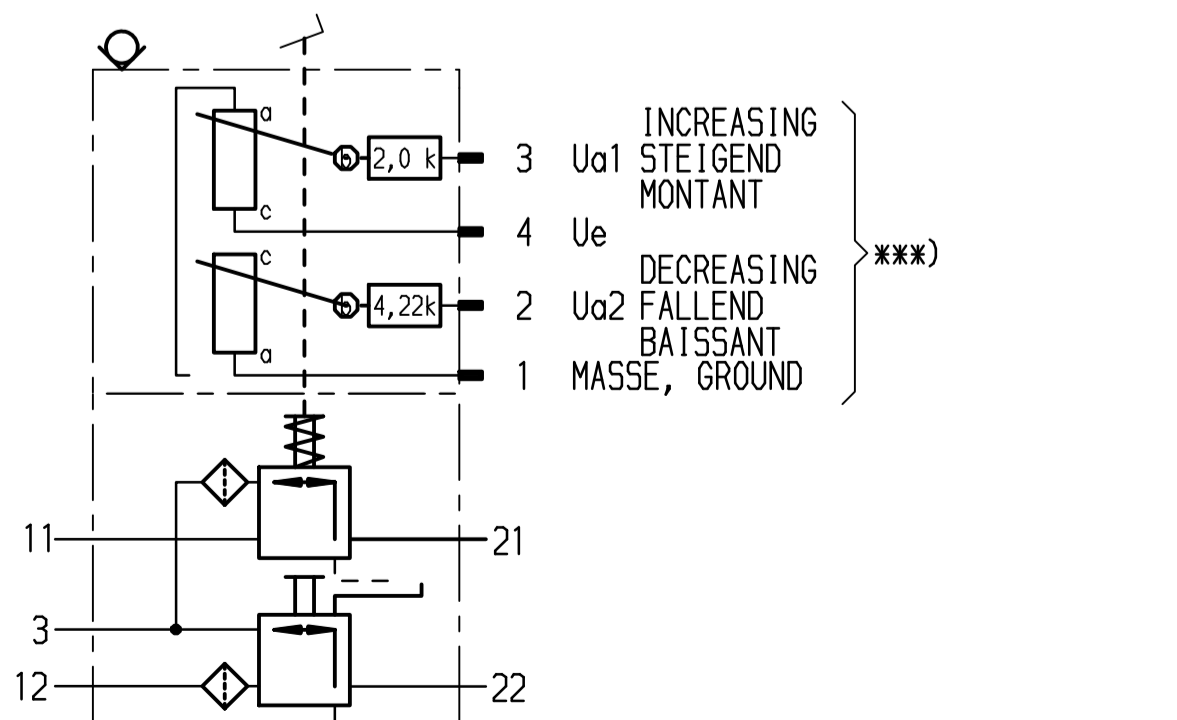 a
INCREASING
b 2,0 k 3 Ua1 STEIGEND
MONTANT
c
4 Ue
c
DECREASING
b 4,22k 2 Ua2 FALLEND
BAISSANT
a
1 MASSE, GROUND
***)
11 21
3
12 22